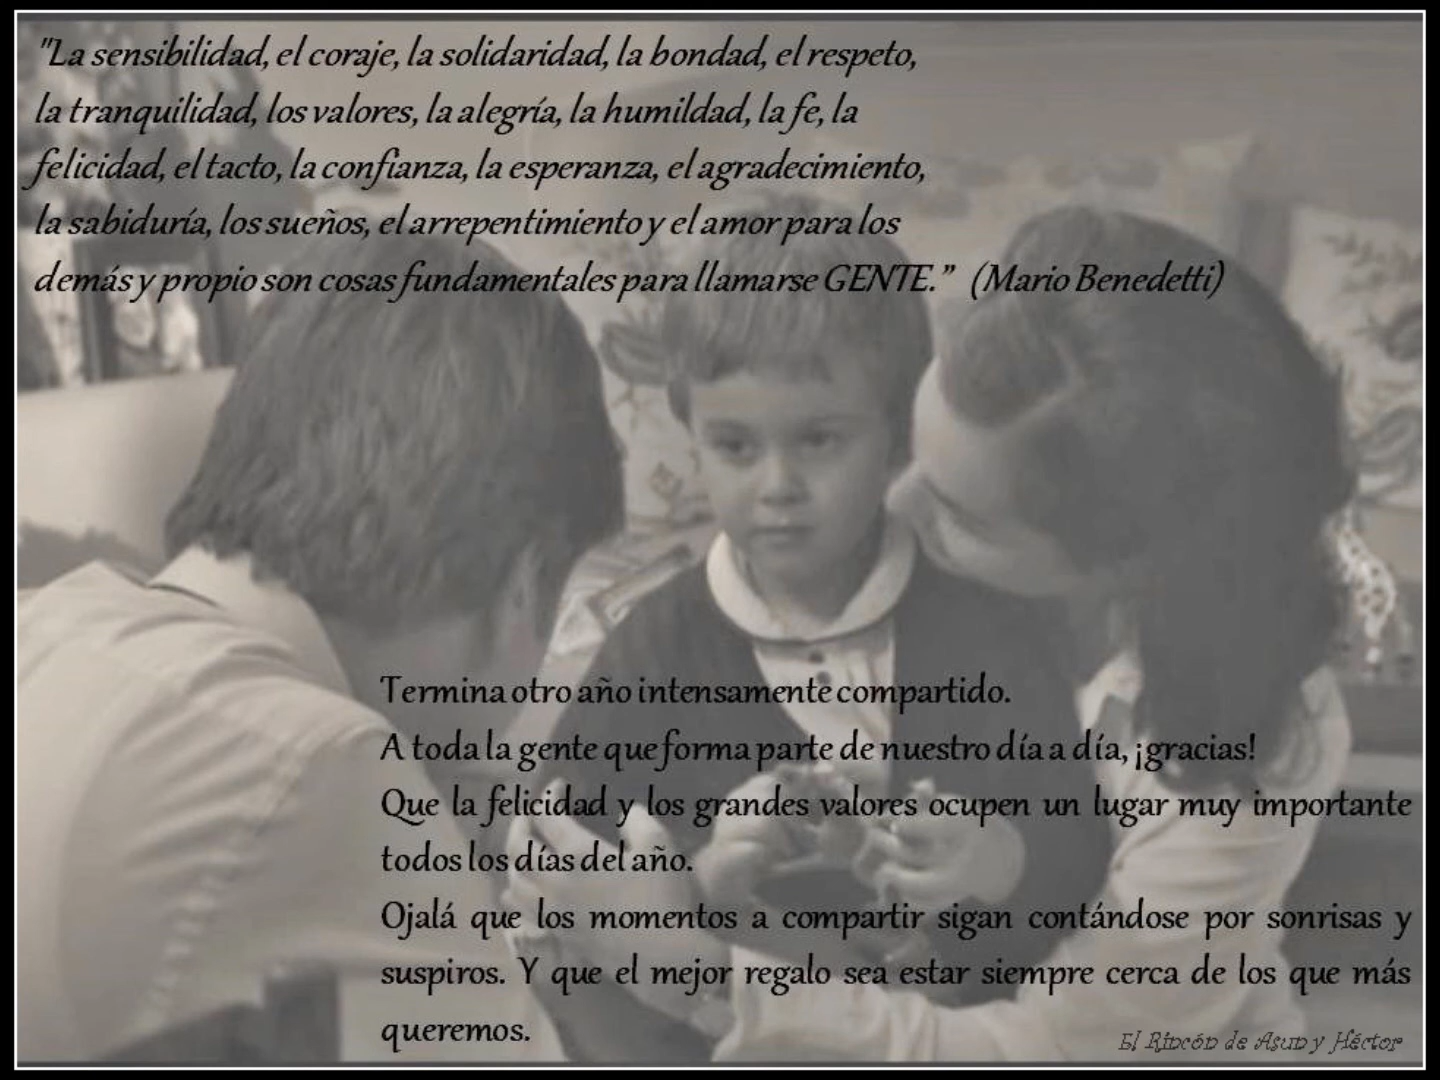 "La sensibilidad, el coraje, la solidaridad, la bondad, el respeto,
la tranquilidad, los valores, la alegría, la humildad, la fe, la
felicidad, el tacto, la confianza, la esperanza, el agradecimiento,
la sabiduría, los sueños, el arrepentimiento y el amor para los
demás y propio son cosas fundamentales para llamarse GENTE.” (Mario Benedetti)
Termina otro año intensamente compartido.
A toda la gente que forma parte de nuestro día a día, ¡gracias!
Que la felicidad y los grandes valores ocupen un lugar muy importante
todos los días del año.
Ojalá que los momentos a compartir sigan contándose por sonrisas y
suspiros. Y que el mejor regalo sea estar siempre cerca de los que más
queremos.
El Rincón de Asun y Héctor